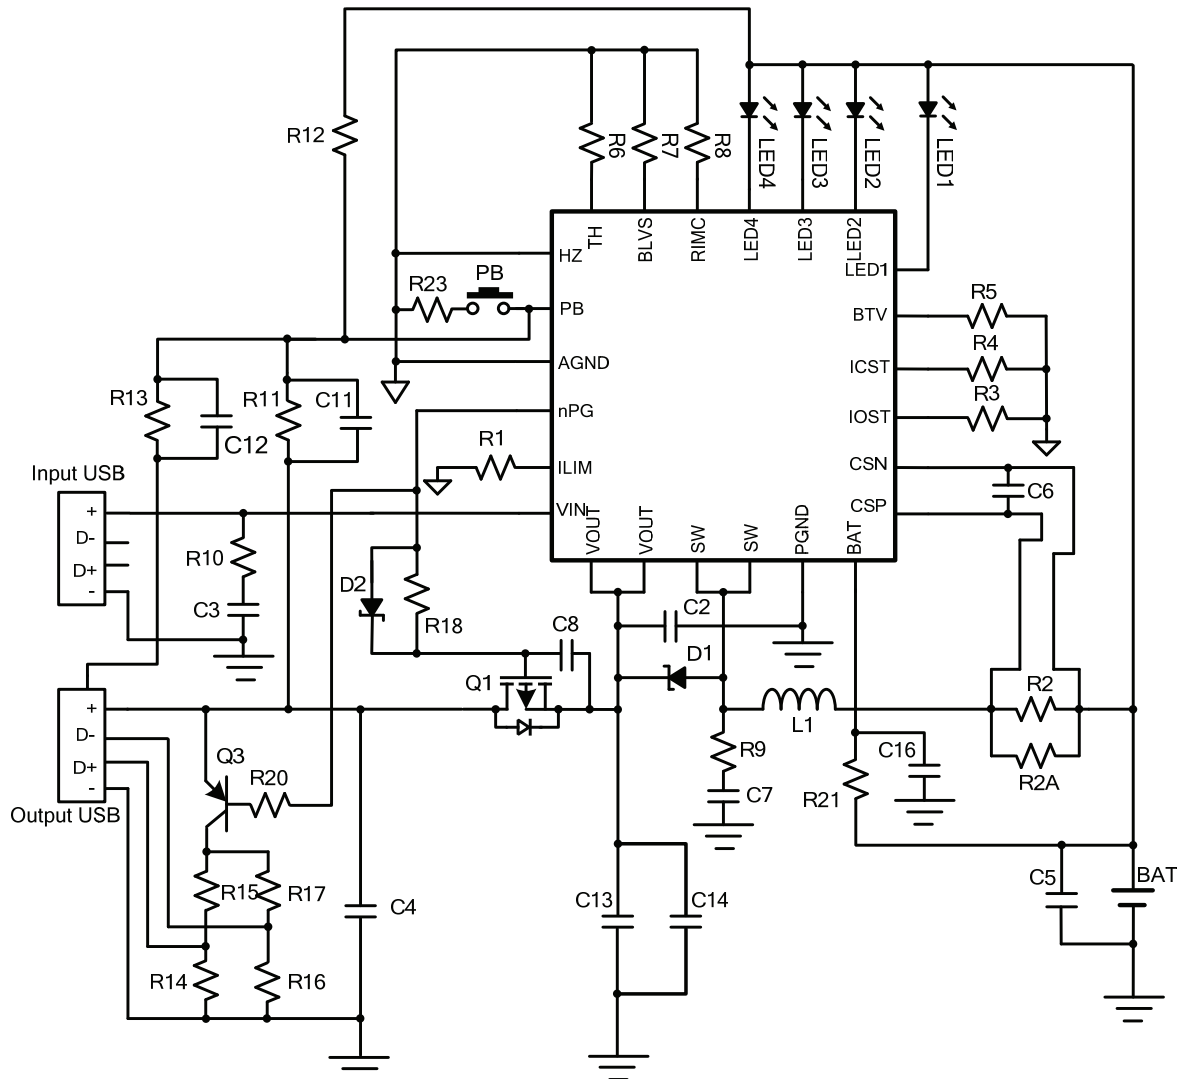 R12
R6
R7
R8
LED4
LED3
LED2
LED1
TH
BLVS
RIMC
LED4
LED3
LED2
LED1
HZ
PB
R23
PB
AGND
nPG
R1
ILIM
VIN
BTV
R5
ICST
R4
IOST
R3
CSN
CSP
C6
VOUT
VOUT
SW
SW
PGND
BAT
R13
C12
R11
C11
Input USB
+
D-
D+
-
R10
C3
D2
R18
C8
Q1
C2
D1
L1
R2
R2A
R9
C7
C16
R21
+
D-
D+
-
Output USB
Q3
R20
R15
R17
R14
R16
C4
C13
C14
C5
BAT